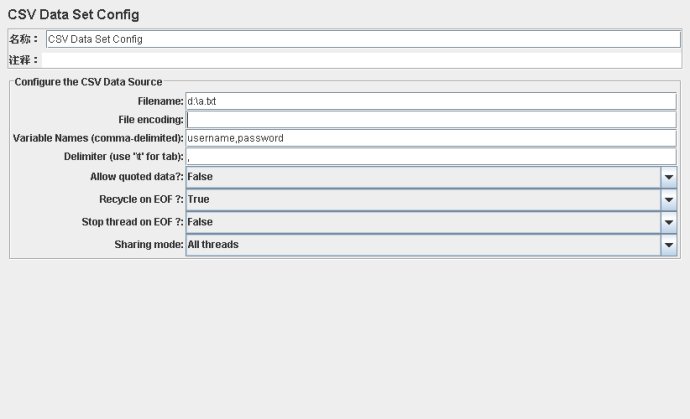 CSV Data Set Config
名称： CSV Data Set Config
注释：
Configure the CSV Data Source
Filename: d:\a.txt
File encoding:
Variable Names (comma-delimited): username,password
Delimiter (use '\t' for tab): ,
Allow quoted data?: False
Recycle on EOF ?: True
Stop thread on EOF ?: False
Sharing mode: All threads